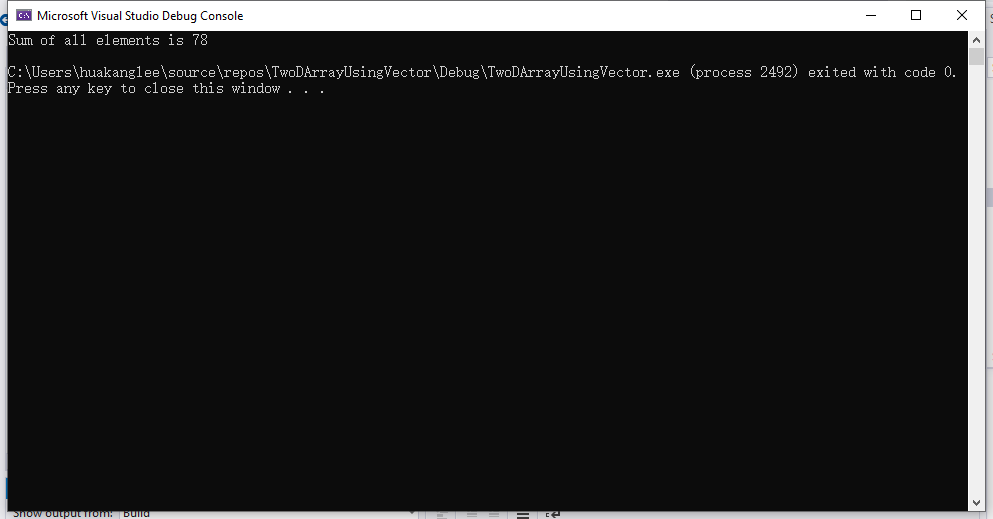 Microsoft Visual Studio Debug Console
Sum of all elements is 78
C:\Users\huakanglee\source\repos\TwoDArrayUsingVector\Debug\TwoDArrayUsingVector.exe (process 2492) exited with code 0.
Press any key to close this window . . .
Show output from: Build